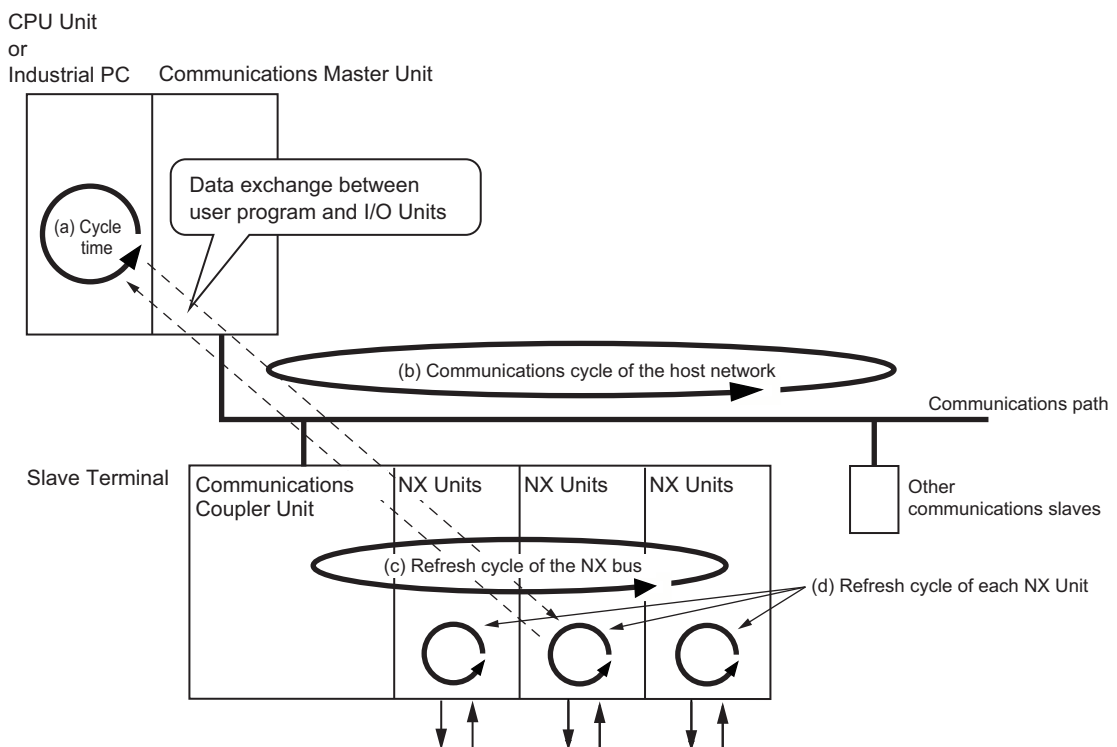 CPU Unit
or
Industrial PC
Communications Master Unit
Data exchange between
user program and I/O Units
(a) Cycle
time
(b) Communications cycle of the host network
Communications path
Slave Terminal
Communications
Coupler Unit
NX Units
NX Units
NX Units
Other
communications slaves
(c) Refresh cycle of the NX bus
(d) Refresh cycle of each NX Unit